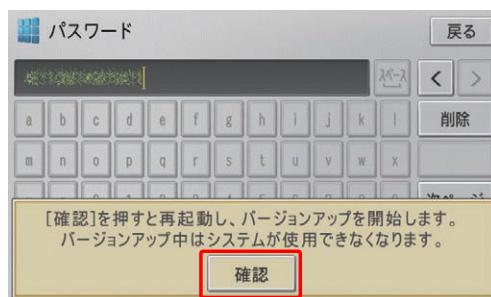 パスワード
戻る
スペース
<
>
a b c d e f g h i j k l
削除
m n o p q r s t u v w x
次ページ
[確認]を押すと再起動し、バージョンアップを開始します。
バージョンアップ中はシステムが使用できなくなります。
確認